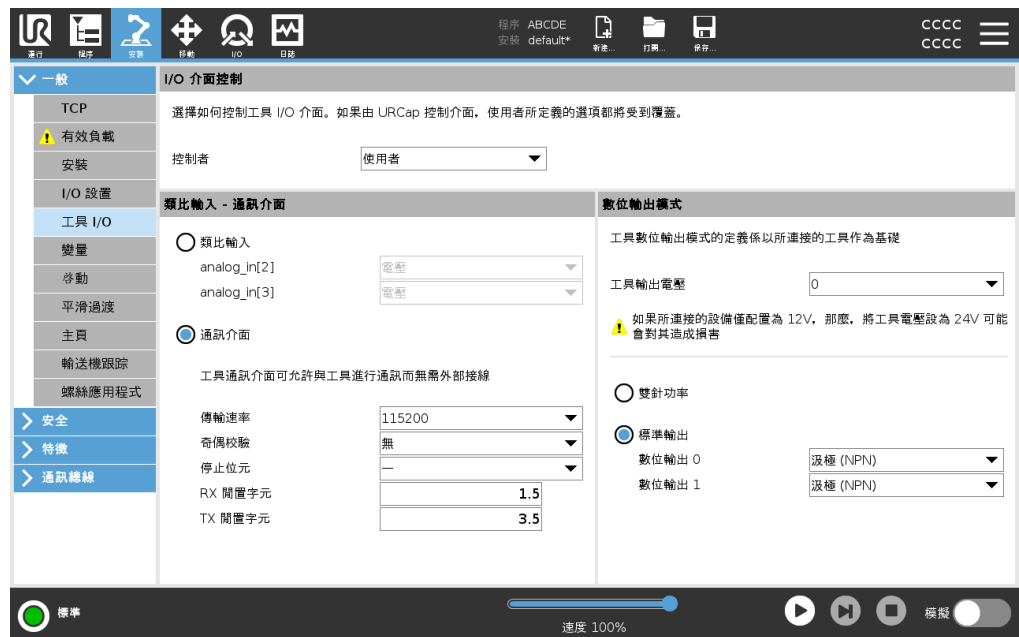 UR
運行
程序
安裝
移動
I/O
日誌
程序 ABCDE
安裝 default*
新建...
打開...
保存...
CCCC
CCCC
一般
TCP
有效負載
安裝
I/O 設置
工具 I/O
變量
啓動
平滑過渡
主頁
輸送機跟踪
螺絲應用程式
安全
特徵
通訊總線
I/O 介面控制
選擇如何控制工具 I/O 介面。如果由 URCap 控制介面，使用者所定義的選項都將受到覆蓋。
控制者
使用者
類比輸入 - 通訊介面
類比輸入
analog_in[2]
電壓
analog_in[3]
電壓
通訊介面
工具通訊介面可允許與工具進行通訊而無需外部接線
傳輸速率
115200
奇偶校驗
無
停止位元
一
RX 閒置字元
1.5
TX 閒置字元
3.5
數位輸出模式
工具數位輸出模式的定義係以所連接的工具作為基礎
工具輸出電壓
0
如果所連接的設備僅配置為 12V，那麼，將工具電壓設為 24V 可能
會對其造成損害
雙針功率
標準輸出
數位輸出 0
汲極 (NPN)
數位輸出 1
汲極 (NPN)
標準
速度 100%
模擬